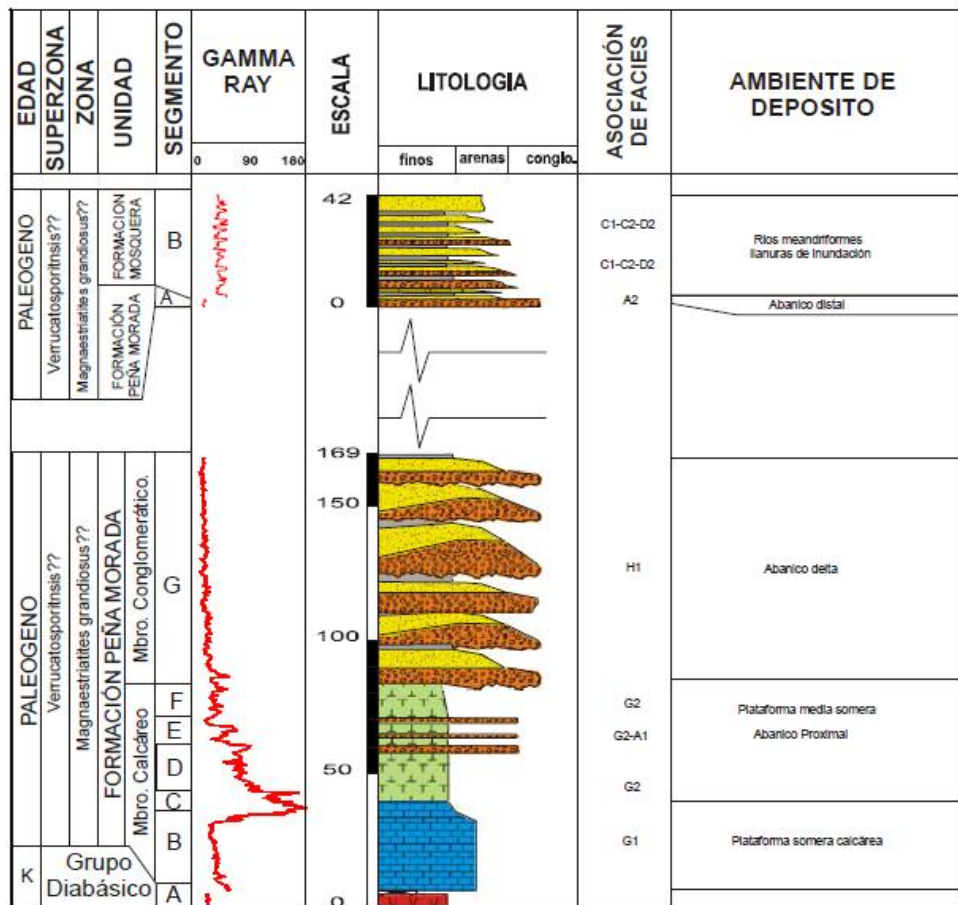 EDAD
SUPERZONA
ZONA
UNIDAD
SEGMENTO
GAMMA
RAY
0 90 180
ESCALA
LITOLOGIA
finos arenas conglo.
ASOCIACIÓN
DE FACIES
AMBIENTE DE
DEPOSITO
PALEOGENO
Verrucatosporitnsis??
Magnaestriatites grandiosus??
FORMACION
MOSQUERA
FORMACIÓN
PEÑA MORADA
B
A
42
0
C1-C2-D2
C1-C2-D2
A2
Rios meandriformes
llanuras de inundación
Abanico distal
PALEOGENO
Verrucatosporitnsis??
Magnaestriatites grandiosus??
FORMACIÓN PEÑA MORADA
Mbro. Conglomerático.
Mbro. Calcáreo
G
F
E
D
C
B
A
K
Grupo
Diabásico
169
150
100
50
0
H1
G2
G2-A1
G2
G1
Abanico delta
Plataforma media somera
Abanico Proximal
Plataforma somera calcárea